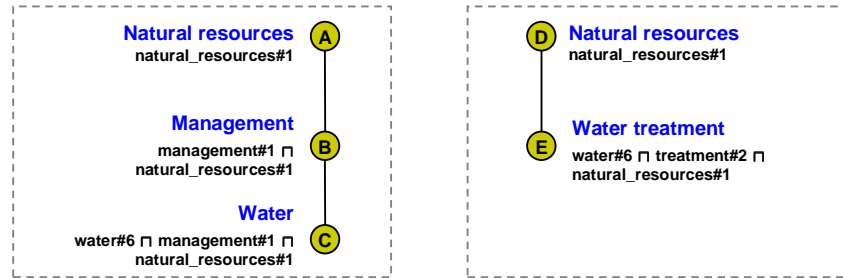 Natural resources
natural_resources#1
A
Management
management#1 ⊓
natural_resources#1
B
Water
water#6 ⊓ management#1 ⊓
natural_resources#1
C
D
Natural resources
natural_resources#1
E
Water treatment
water#6 ⊓ treatment#2 ⊓
natural_resources#1